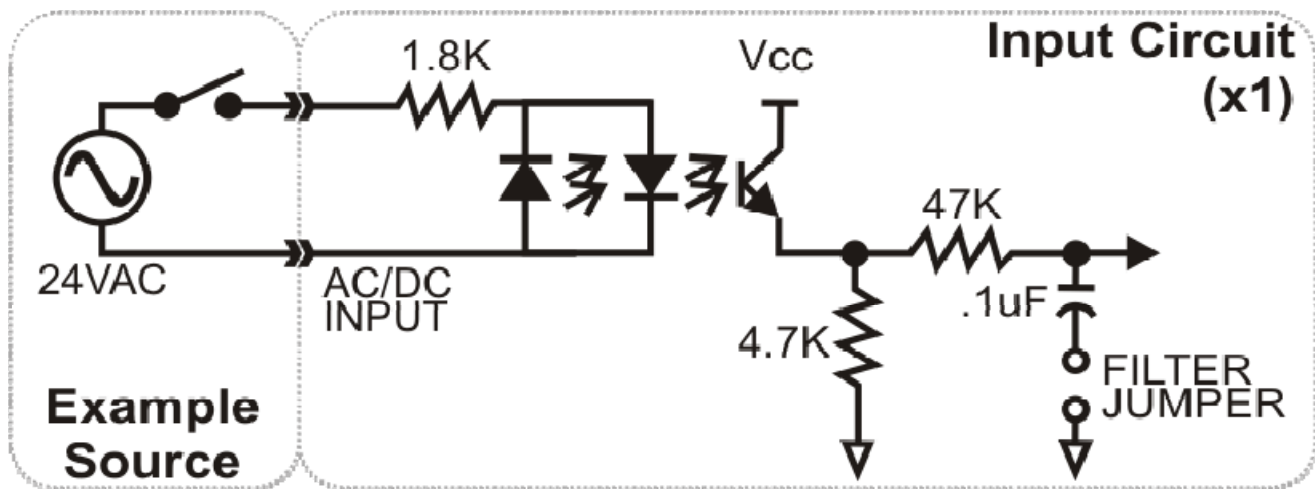 Input Circuit
(x1)
1.8K
Vcc
47K
24VAC
AC/DC
INPUT
.1uF
4.7K
FILTER
JUMPER
Example
Source